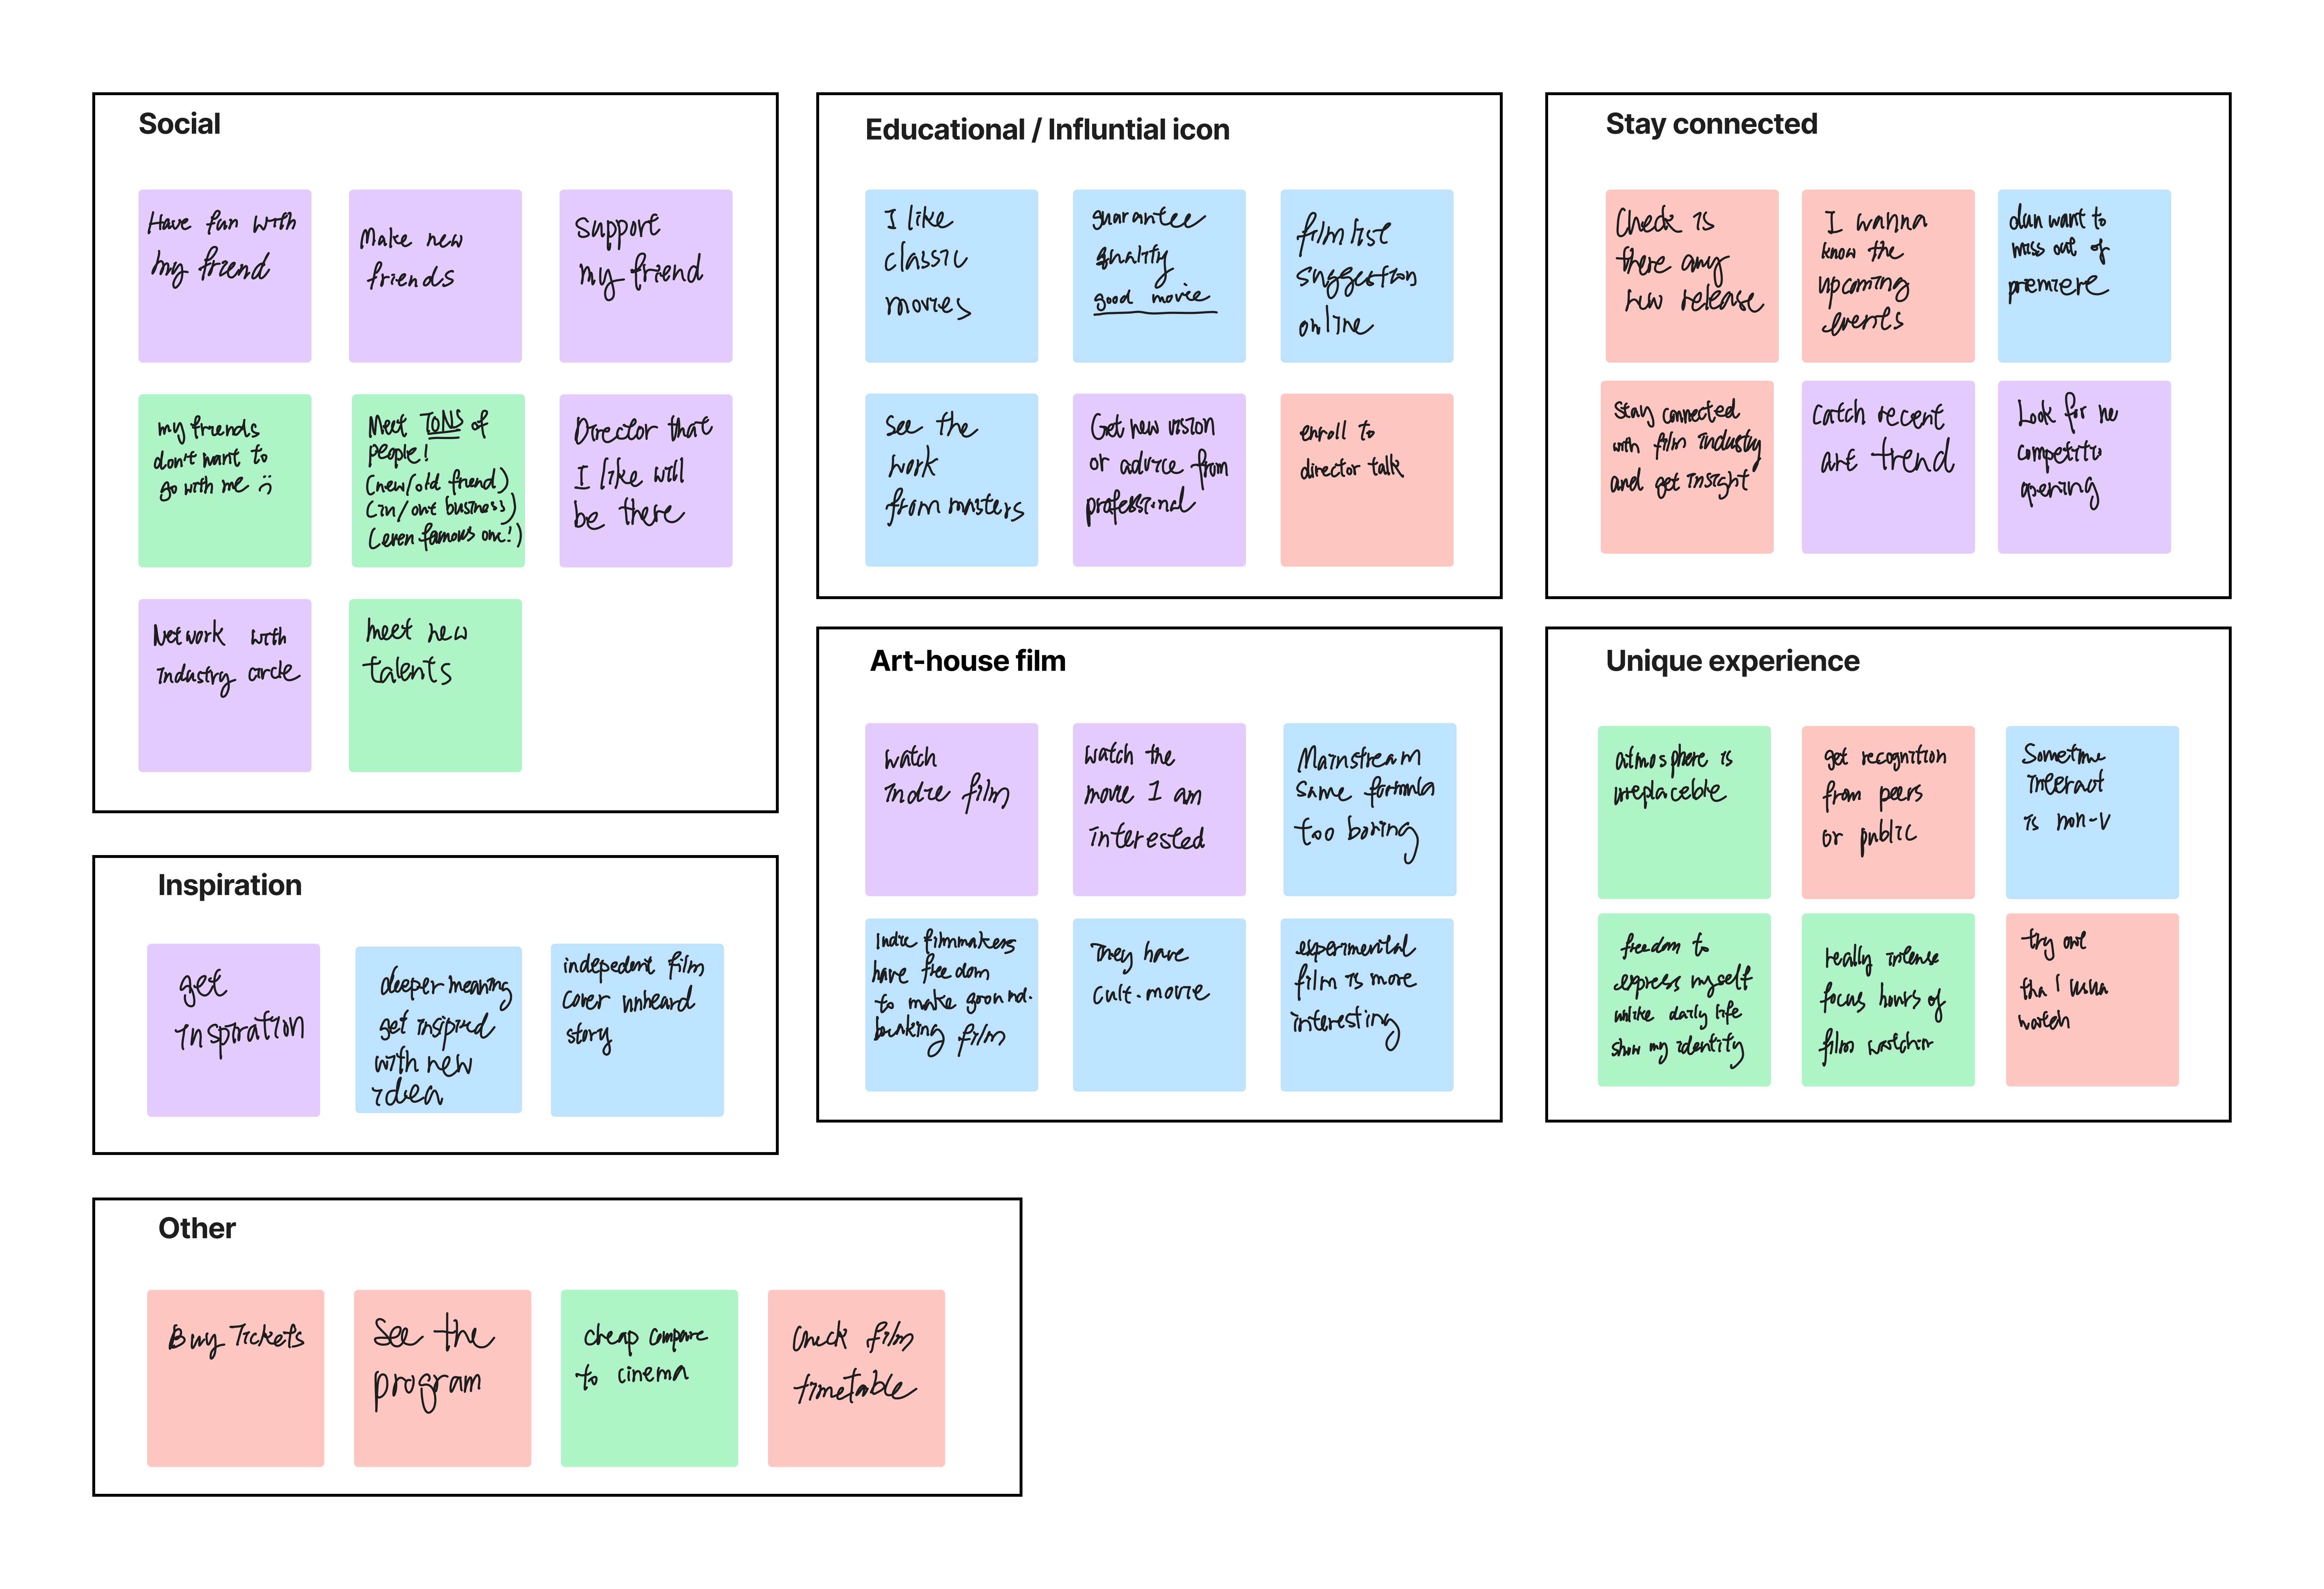 Social
Have fun with
my friend
Make new
friends
Support
my friend
my friends
don't want to
go with me :(
Meet TONS of
people!
(new/old friend)
(in/out business)
(even famous one!)
Director that
I like will
be there
Network with
Industry circle
meet new
talents
Educational / Influntial icon
I like
classic
movies
guarantee
quality
good movie
film list
suggestion
online
See the
work
from masters
Get new vision
or advice from
professional
enroll to
director talk
Stay connected
Check is
there any
new release
I wanna
know the
upcoming
events
don want to
miss out of
premiere
Stay connected
with film industry
and get insight
Catch recent
art trend
Look for ne
competitio
opening
Art-house film
watch
indie film
Watch the
movie I am
interested
Mainstream
same formula
too boring
Indie filmmakers
have freedom
to make
film
They have
cult-movie
experimental
film is more
interesting
Unique experience
atmosphere is
irreplaceble
get recognition
from peers
or public
Sometime
interact
is non-v
freedom to
express myself
unlike daily life
show my identity
really intense
focus hours of
film watchin
try out
tha I wana
watch
Inspiration
get
inspiration
deeper meaning
get insipired
with new
idea
indepedent film
cover unheard
story
Other
Buy Tickets
See the
program
cheap compare
to cinema
Check film
timetable